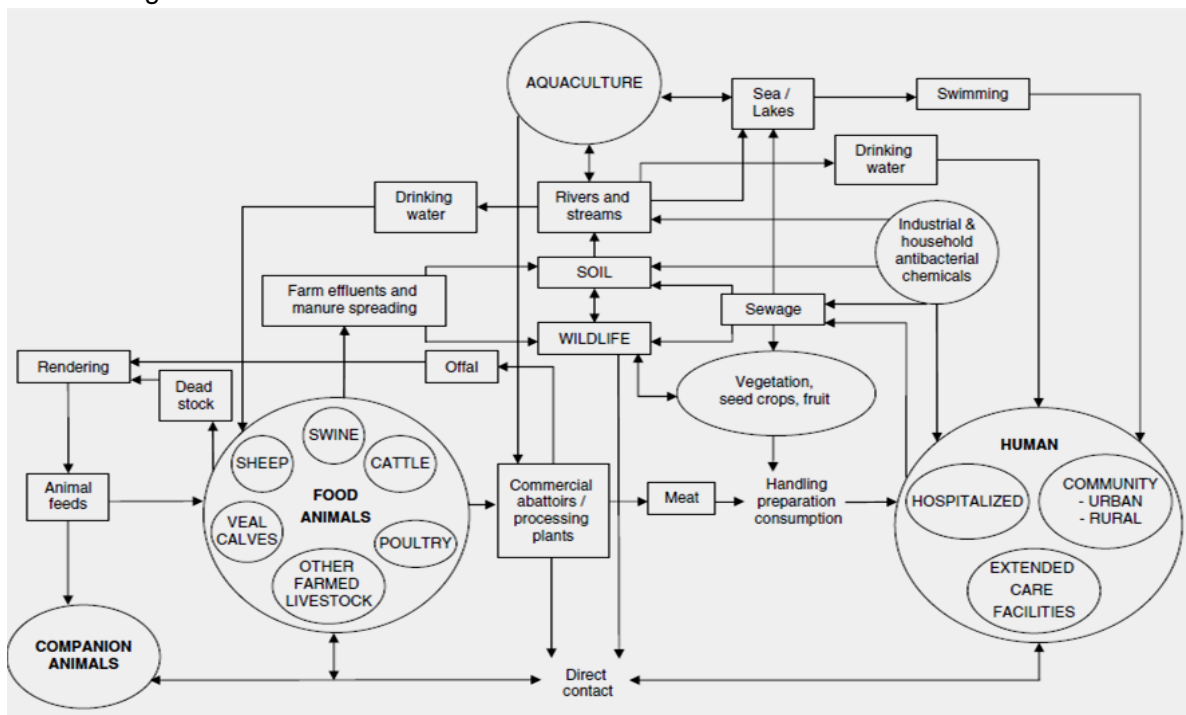 AQUACULTURE
Sea /
Lakes
Swimming
Drinking
water
Drinking
water
Rivers and
streams
Industrial &
household
antibacterial
chemicals
SOIL
Farm effluents and
manure spreading
Sewage
WILDLIFE
Rendering
Offal
Dead
stock
Vegetation,
seed crops, fruit
SWINE
SHEEP
CATTLE
FOOD
ANIMALS
VEAL
CALVES
POULTRY
OTHER
FARMED
LIVESTOCK
Animal
feeds
Commercial
abattoirs /
processing
plants
Meat
Handling
preparation
consumption
HUMAN
HOSPITALIZED
COMMUNITY
- URBAN
- RURAL
EXTENDED
CARE
FACILITIES
COMPANION
ANIMALS
Direct
contact